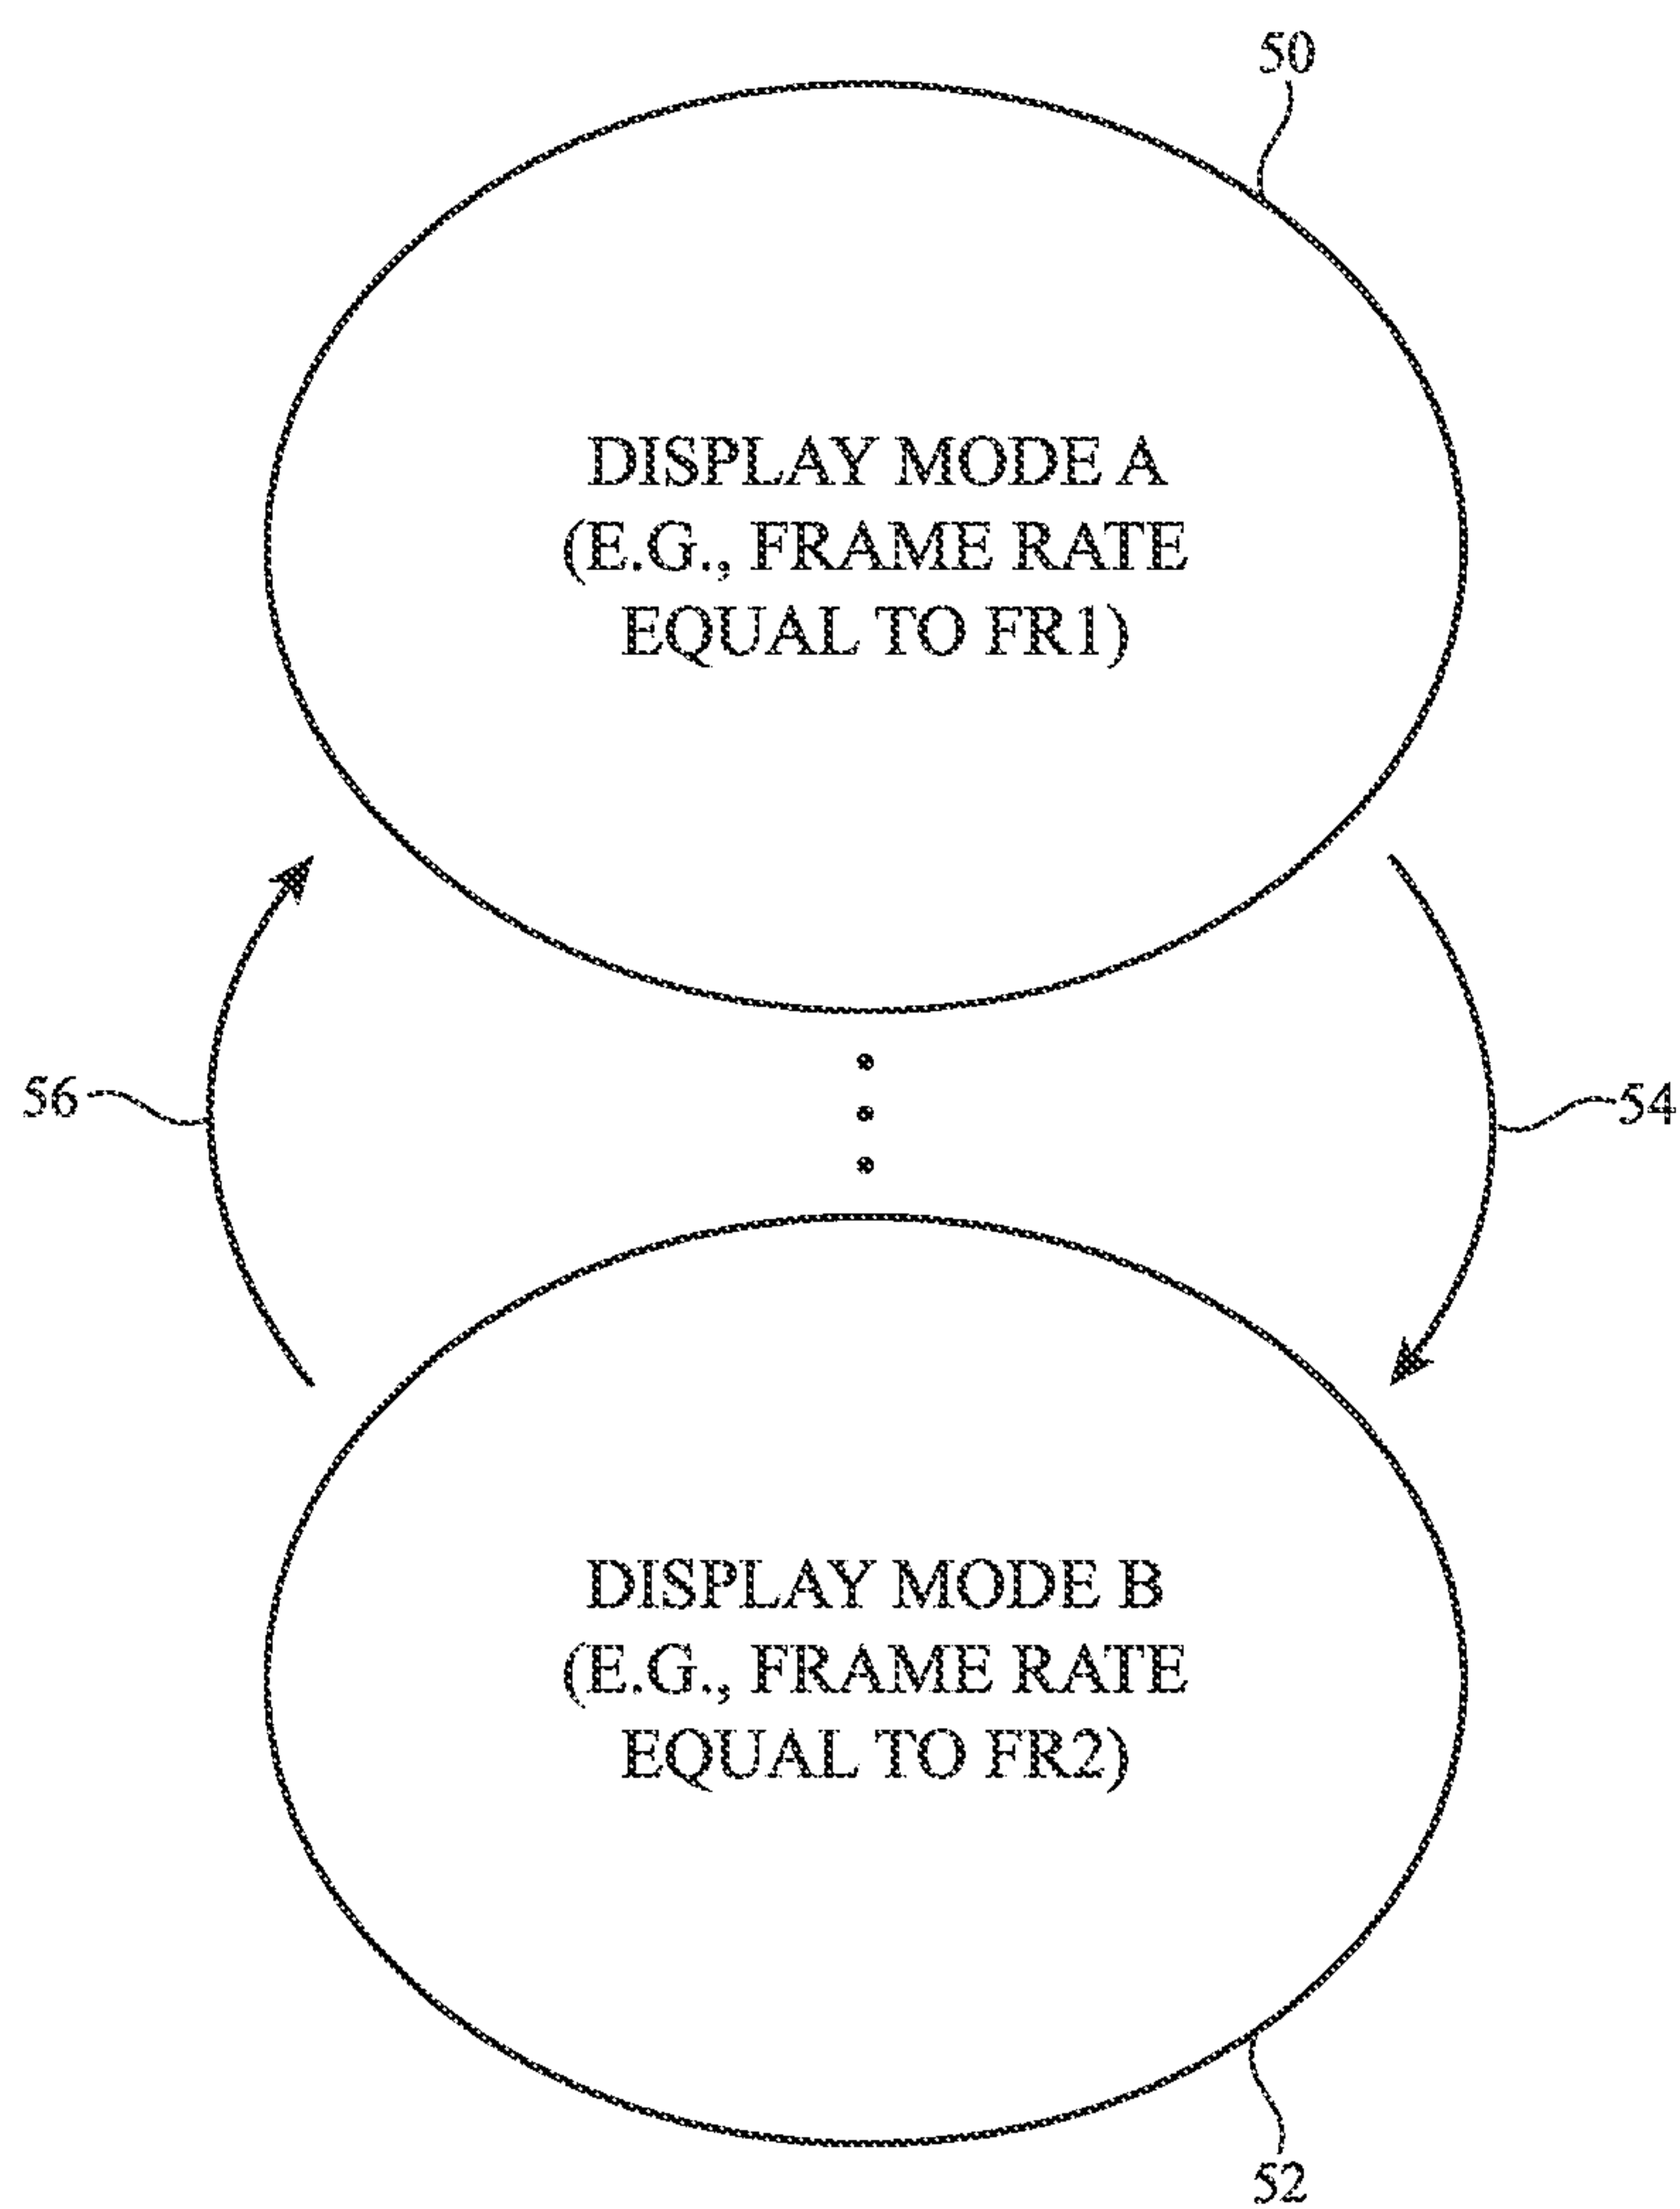 50
DISPLAY MODE A
(E.G., FRAME RATE
EQUAL TO FR1)
56
54
DISPLAY MODE B
(E.G., FRAME RATE
EQUAL TO FR2)
52